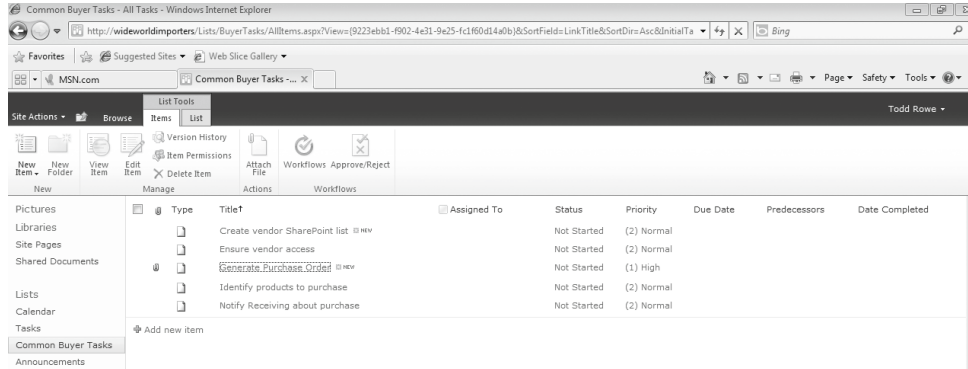 Common Buyer Tasks - All Tasks - Windows Internet Explorer
http://wideworldimporters/Lists/BuyerTasks/AllItems.aspx?View={9223ebb1-f902-4e31-9e25-fc1f60d14a0b}&SortField=LinkTitle&SortDir=Asc&InitialTa
Bing
Favorites Suggested Sites Web Slice Gallery
MSN.com Common Buyer Tasks -... X Page Safety Tools
List Tools
Todd Rowe
Site Actions Browse Items List
New Item New Folder View Item Edit Item Version History Item Permissions Delete Item Attach File Workflows Approve/Reject
New Manage Actions Workflows
Pictures Type Title Assigned To Status Priority Due Date Predecessors Date Completed
Libraries Create vendor SharePoint list NEW Not Started (2) Normal
Site Pages Ensure vendor access Not Started (2) Normal
Shared Documents Generate Purchase Order NEW Not Started (1) High
Identify products to purchase Not Started (2) Normal
Lists
Calendar Notify Receiving about purchase Not Started (2) Normal
Tasks Add new item
Common Buyer Tasks
Announcements